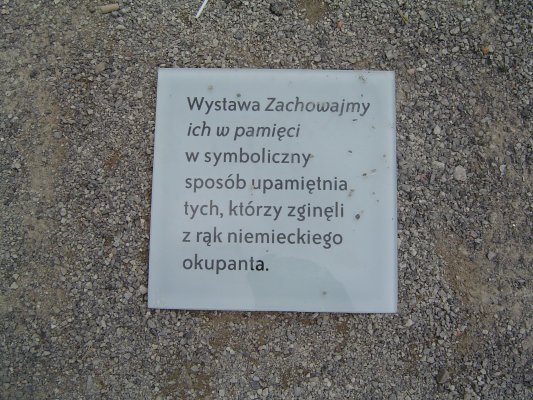 Wystawa Zachowajmy
ich w pamięci
w symboliczny
sposób upamiętnia
tych, którzy zginęli
z rąk niemieckiego
okupanta.